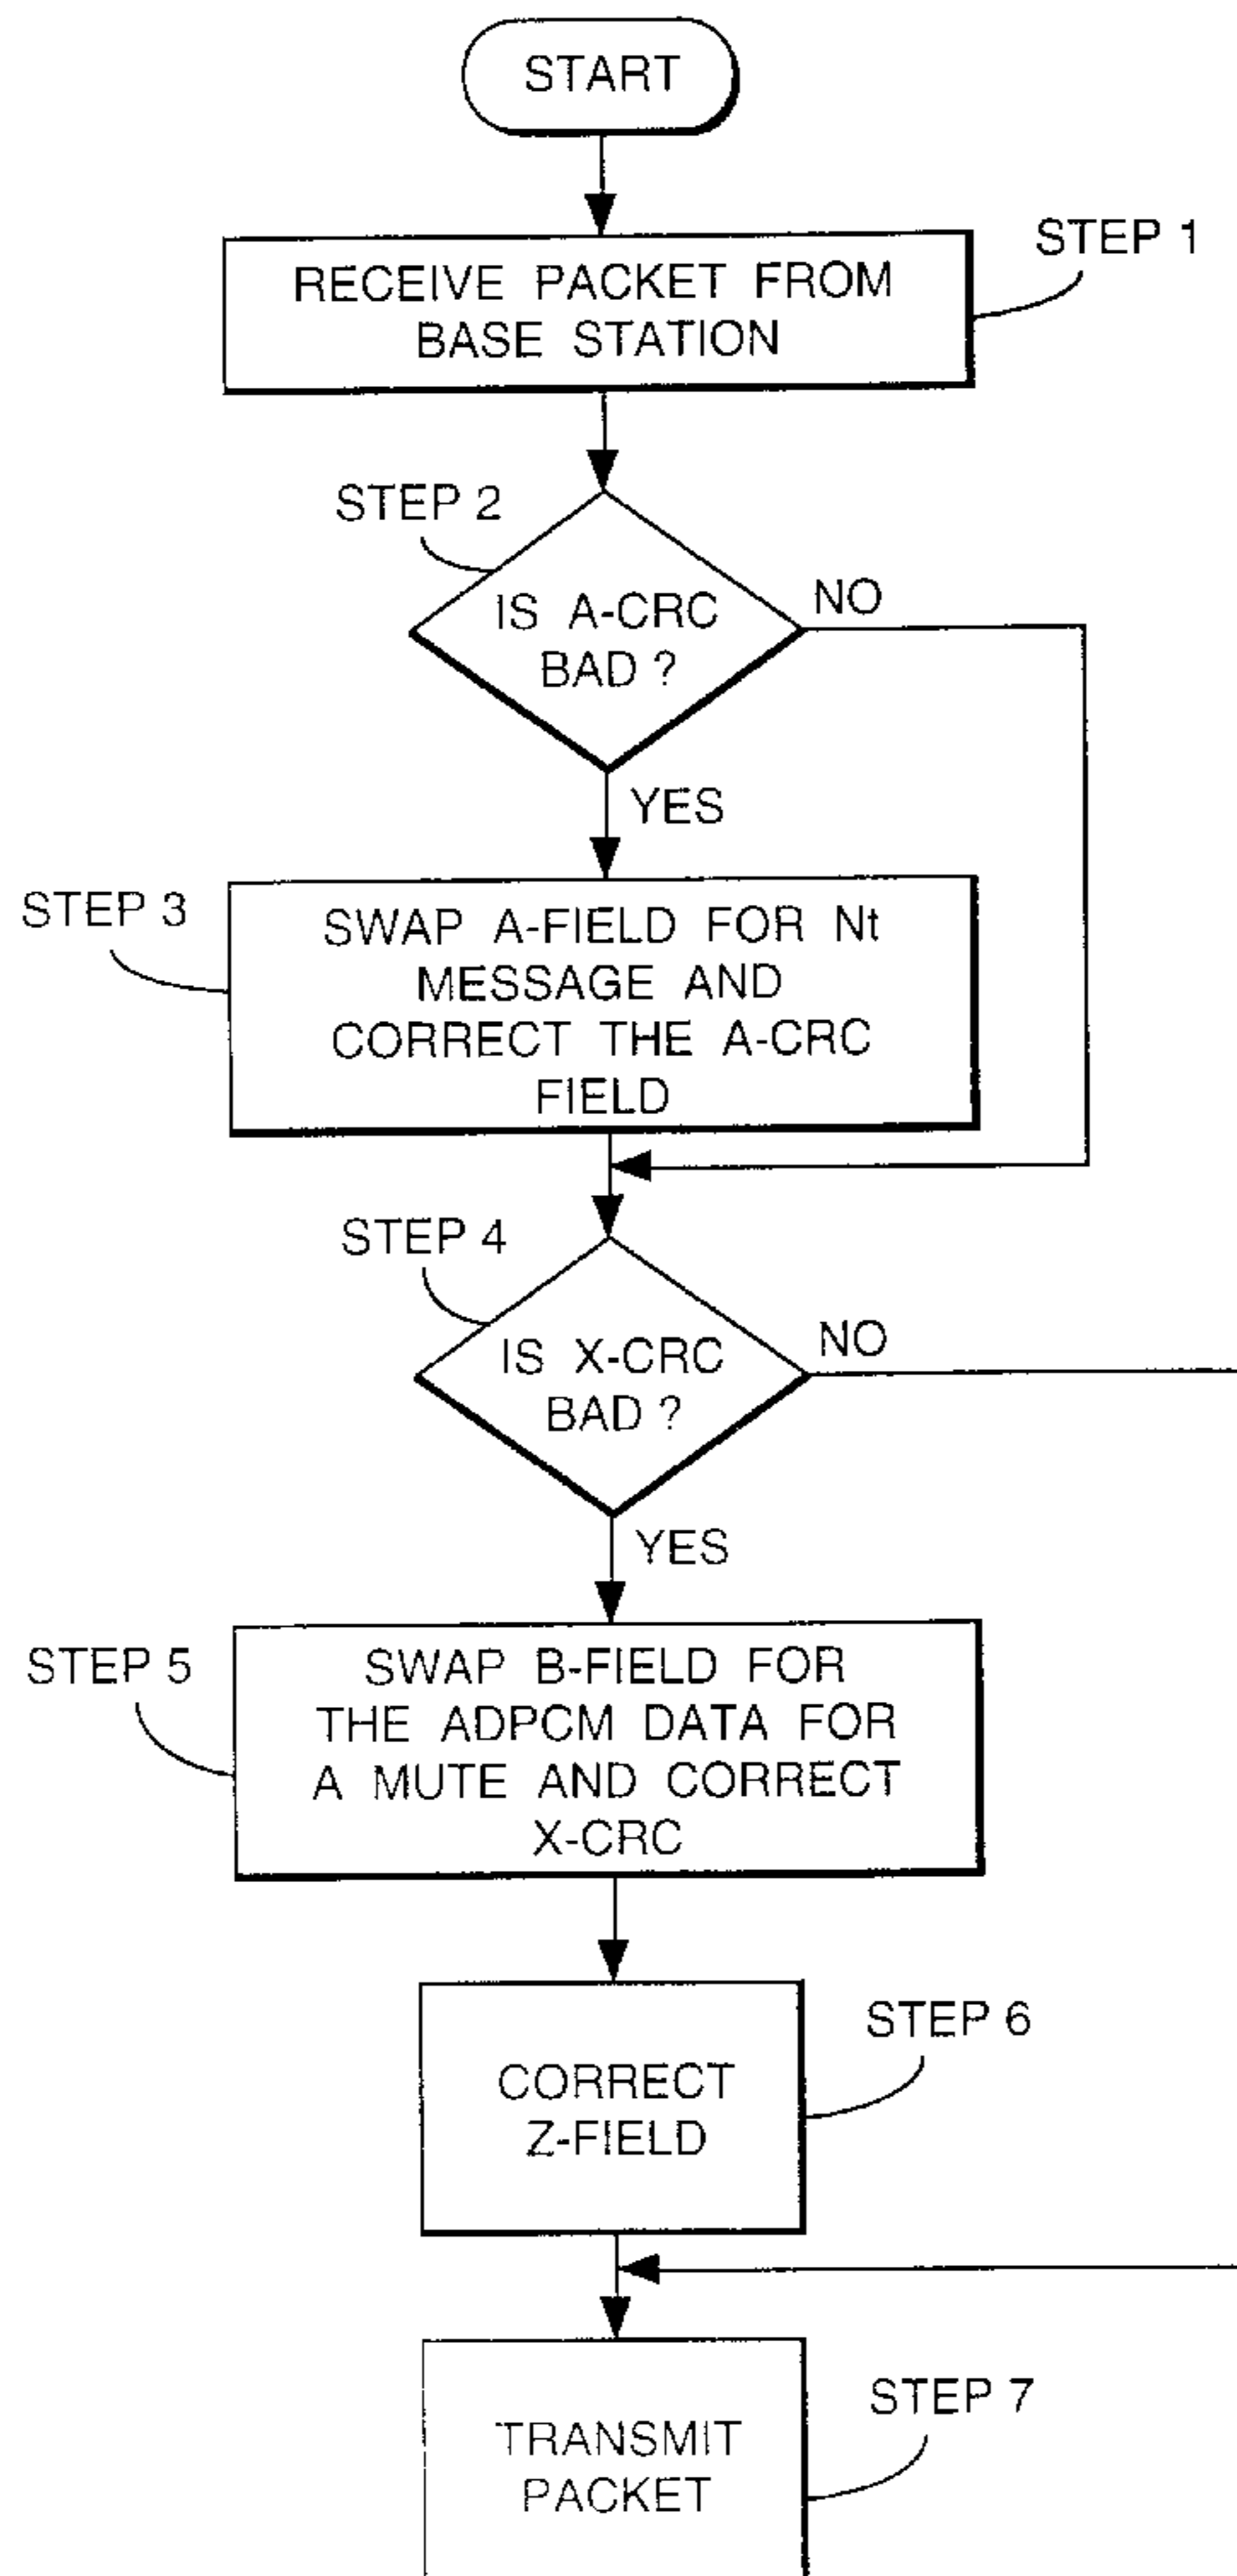 START
STEP 1
RECEIVE PACKET FROM
BASE STATION
STEP 2
IS A-CRC
BAD ?
NO
YES
STEP 3
SWAP A-FIELD FOR Nt
MESSAGE AND
CORRECT THE A-CRC
FIELD
STEP 4
IS X-CRC
BAD ?
NO
YES
STEP 5
SWAP B-FIELD FOR
THE ADPCM DATA FOR
A MUTE AND CORRECT
X-CRC
STEP 6
CORRECT
Z-FIELD
STEP 7
TRANSMIT
PACKET